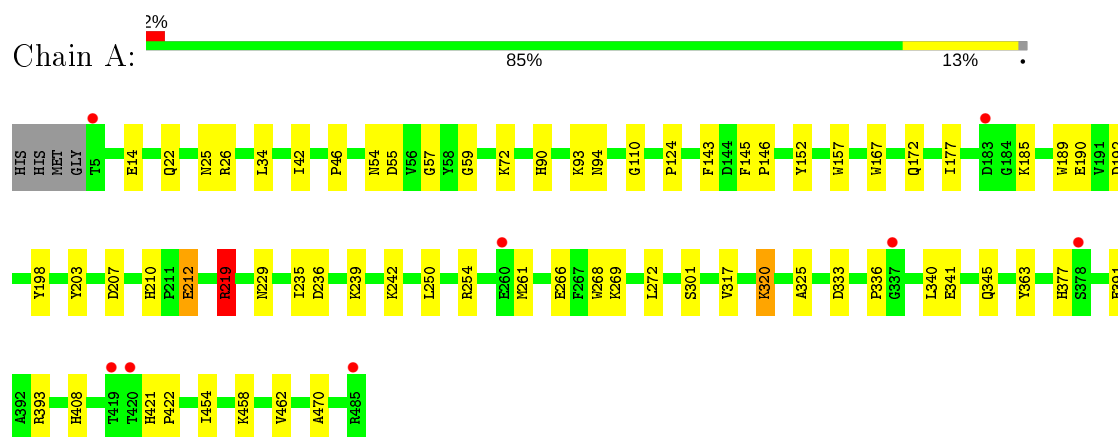 2%
Chain A:
85% 13% •
HIS HIS MET GLY T5 E14 Q22 N25 R26 L34 I42 P46 N54 D55 V56 G57 Y58 G59 K72 H90 K93 N94 G110 P124 F143 D144 F145 P146 Y152 W157 W167 Q172 I177 D183 G184 K185 W189 E190 V191 D192
Y198 Y203 D207 H210 P211 E212 R219 N229 I235 D236 K239 K242 L250 R254 E260 M261 E266 F267 W268 K269 L272 S301 V317 K320 A325 D333 P336 G337 L340 E341 Q345 Y363 H377 S378 E391
A392 R393 H408 T419 T420 H421 P422 I454 K458 V462 A470 R485